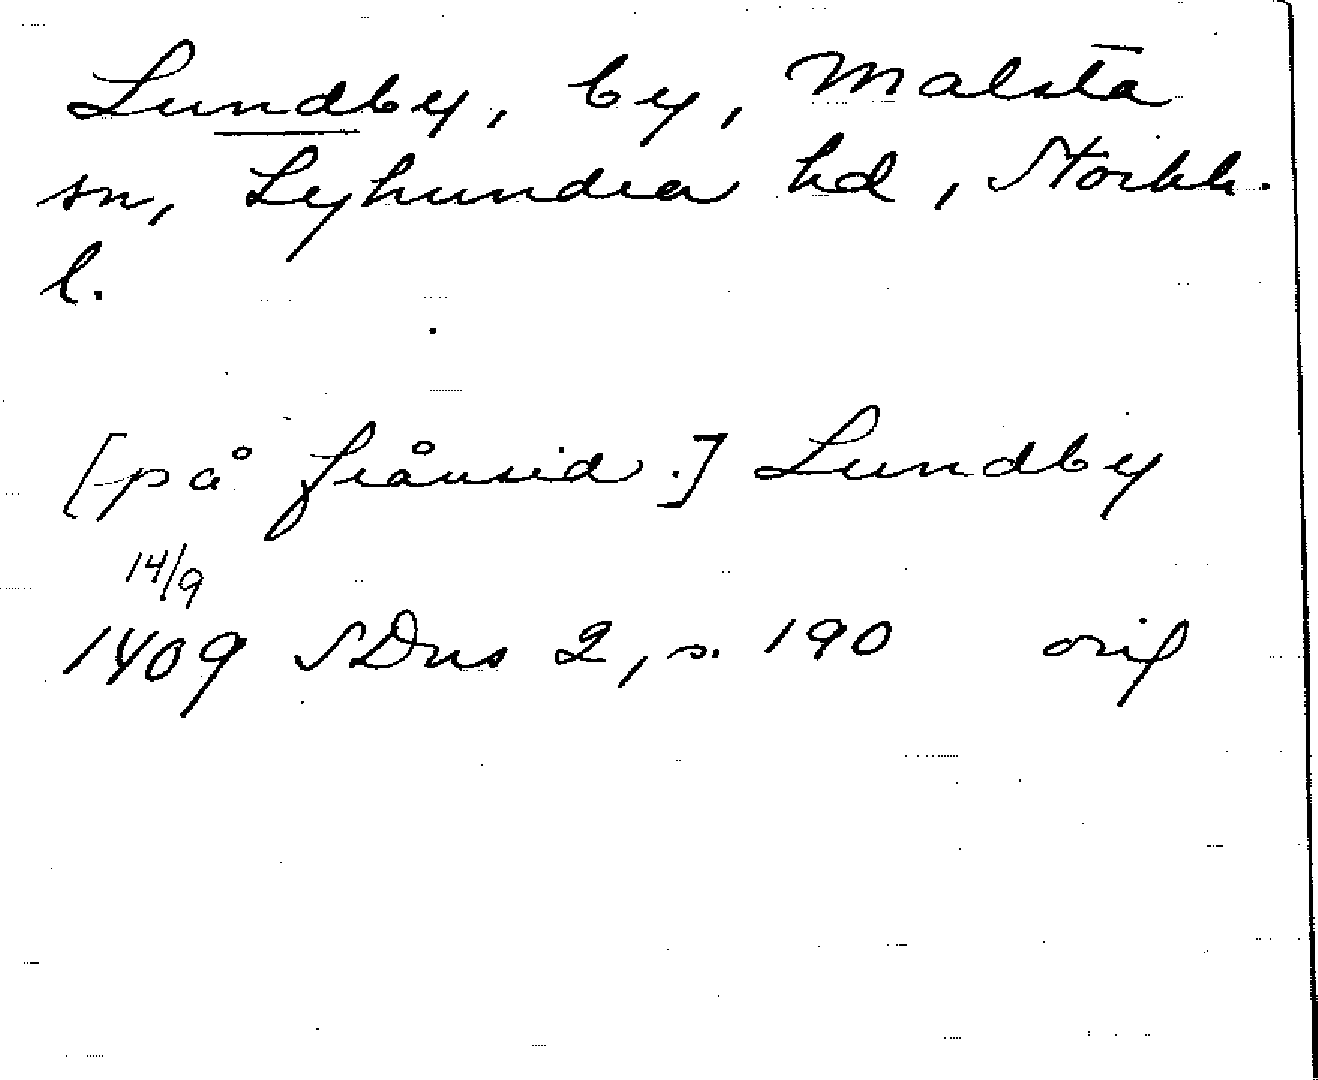 Lundby, by, Malsta
sn, Lyhundra hd, Stockh.
l.
[på frånsid.] Lundby
14/9
1409 SDns 2, s. 190 orig